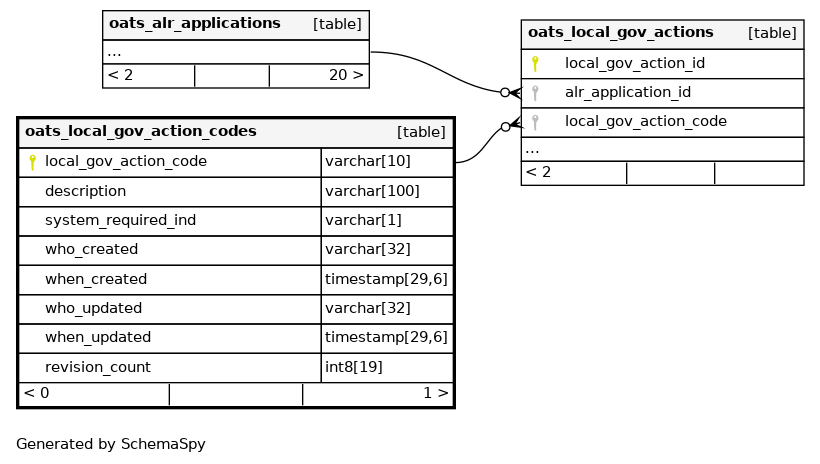 oats_alr_applications [table]
...
< 2 20 >
oats_local_gov_actions [table]
local_gov_action_id
alr_application_id
local_gov_action_code
...
< 2
oats_local_gov_action_codes [table]
local_gov_action_code varchar[10]
description varchar[100]
system_required_ind varchar[1]
who_created varchar[32]
when_created timestamp[29,6]
who_updated varchar[32]
when_updated timestamp[29,6]
revision_count int8[19]
< 0 1 >
Generated by SchemaSpy